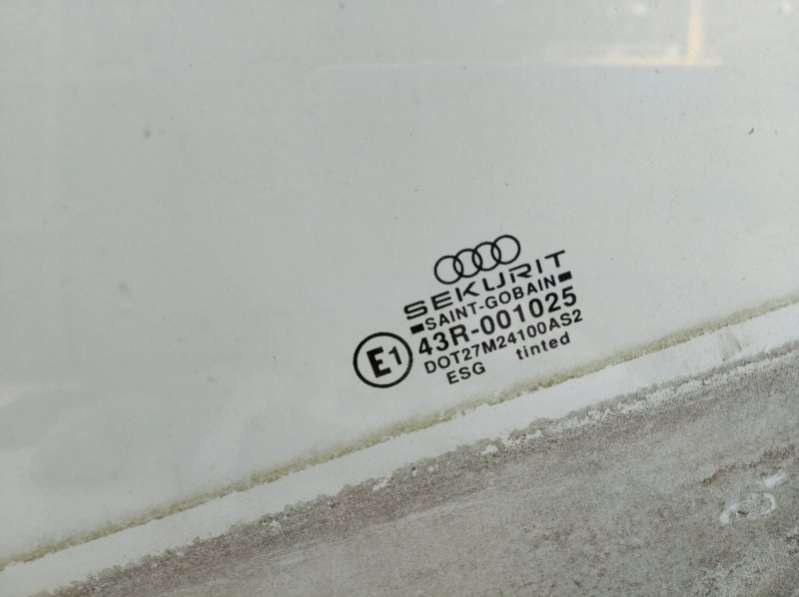 SEKURIT
SAINT-GOBAIN
E1
43R-001025
DOT27M24100AS2
ESG tinted